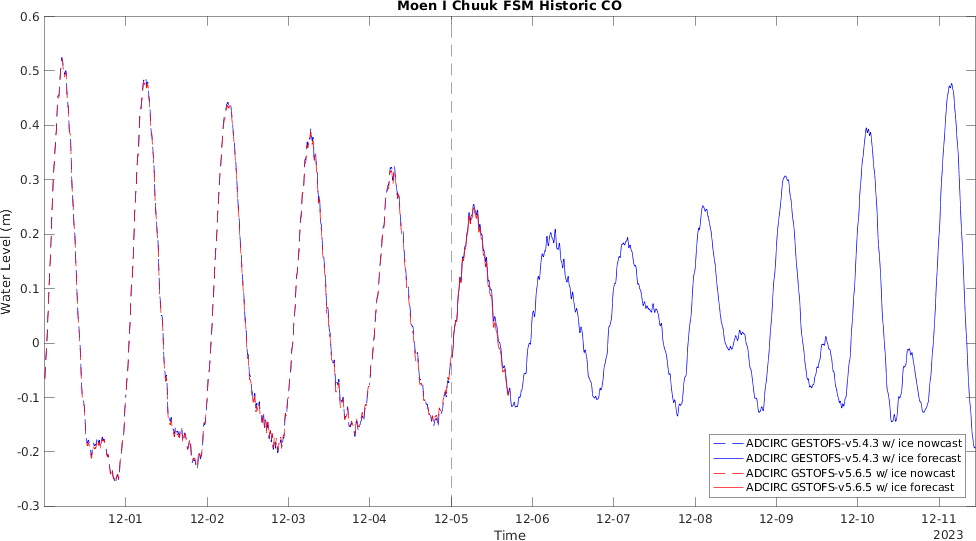 Moen I Chuuk FSM Historic CO
0.6
0.5
0.4
0.3
0.2
0.1
0
-0.1
-0.2
-0.3
Water Level (m)
ADCIRC GESTOFS-v5.4.3 w/ ice nowcast
ADCIRC GESTOFS-v5.4.3 w/ ice forecast
ADCIRC GSTOFS-v5.6.5 w/ ice nowcast
ADCIRC GSTOFS-v5.6.5 w/ ice forecast
12-01 12-02 12-03 12-04 12-05 12-06 12-07 12-08 12-09 12-10 12-11
Time
2023